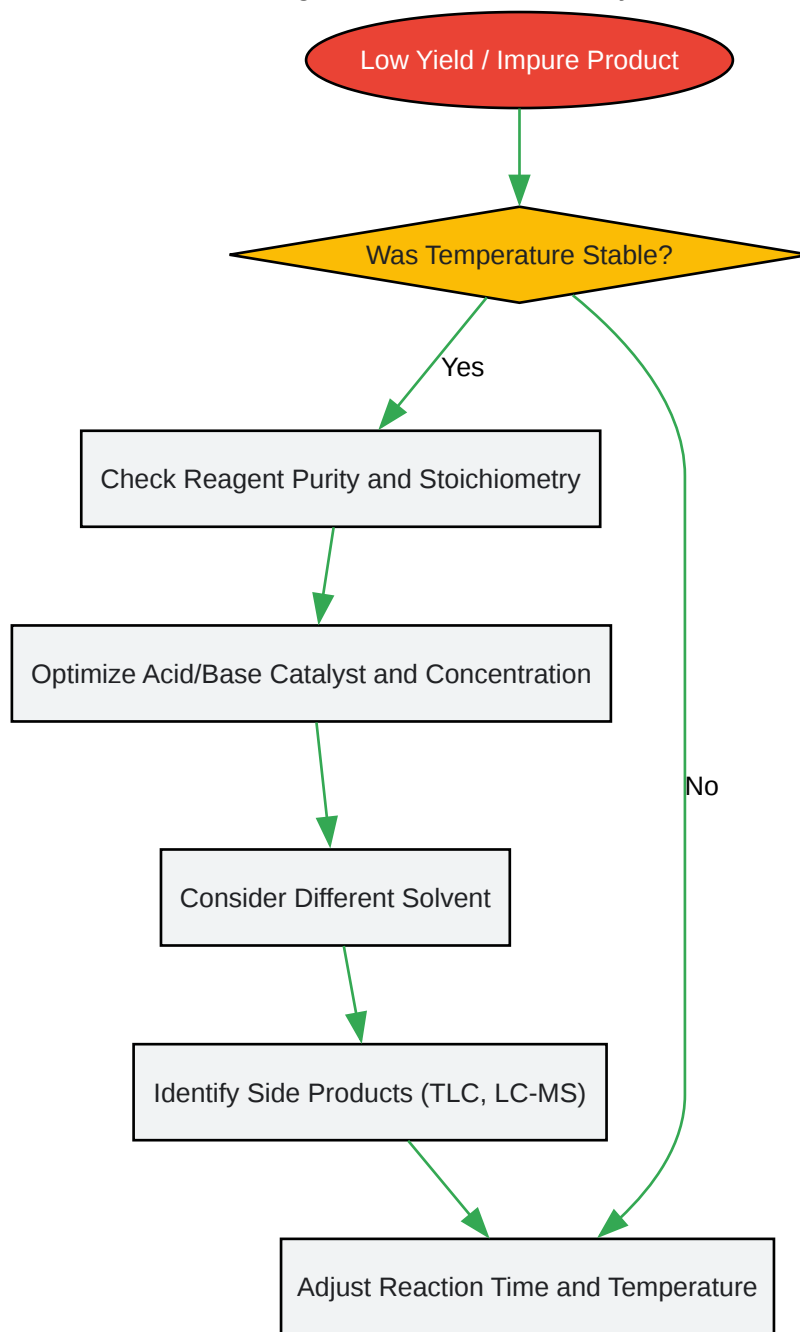 Low Yield / Impure Product
Was Temperature Stable?
Yes
Check Reagent Purity and Stoichiometry
Optimize Acid/Base Catalyst and Concentration
No
Consider Different Solvent
Identify Side Products (TLC, LC-MS)
Adjust Reaction Time and Temperature